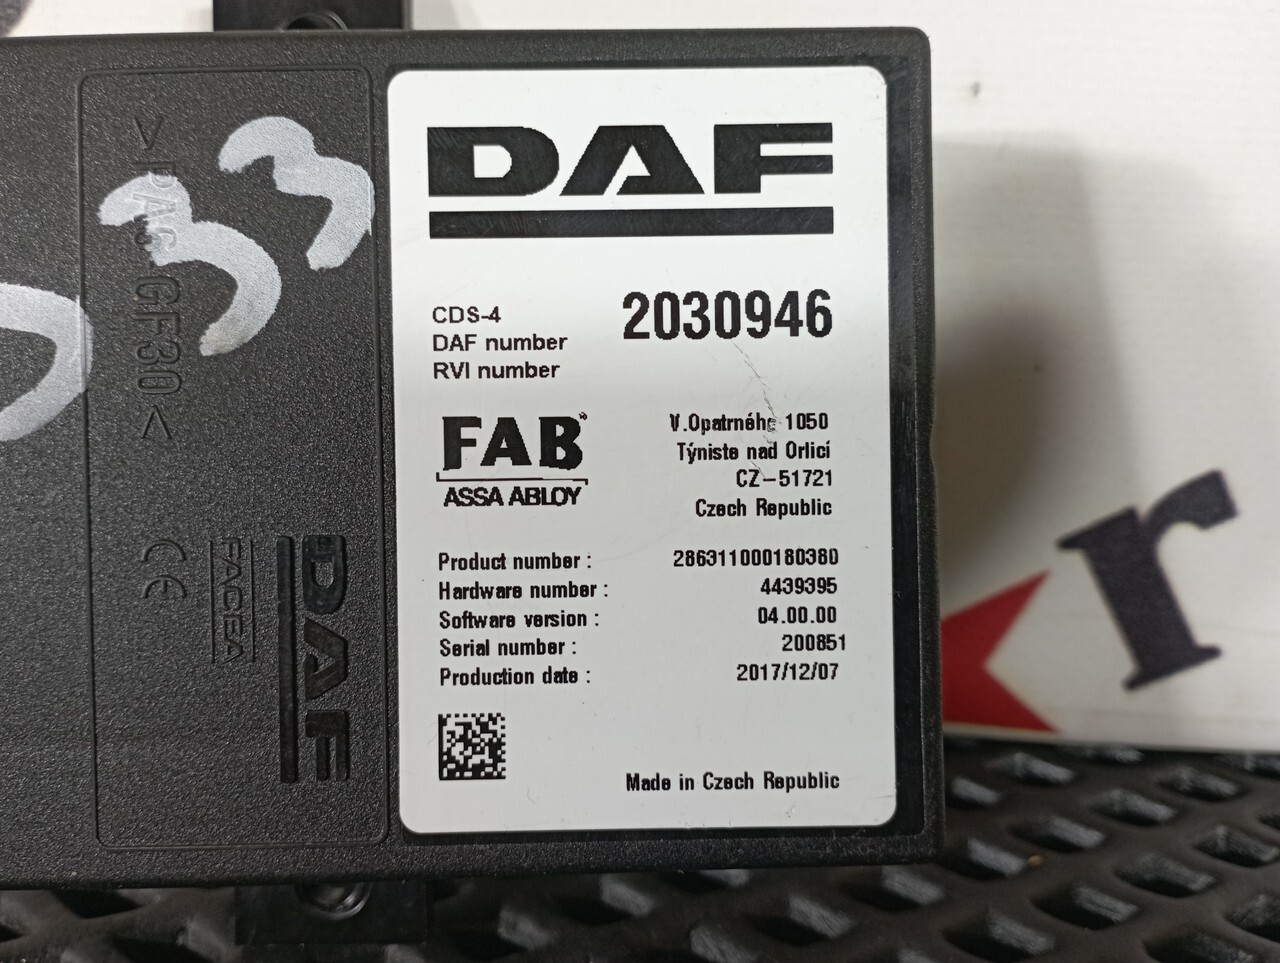 DAF
CDS-4
DAF number 2030946
RVI number
FAB
ASSA ABLOY
V.Opatrného 1050
Týniste nad Orlicí
CZ-51721
Czech Republic
Product number : 286311000180380
Hardware number : 4439395
Software version : 04.00.00
Serial number : 200851
Production date : 2017/12/07
Made in Czech Republic
>PA6 GF30<
33
CE
FACEA
DAF
r